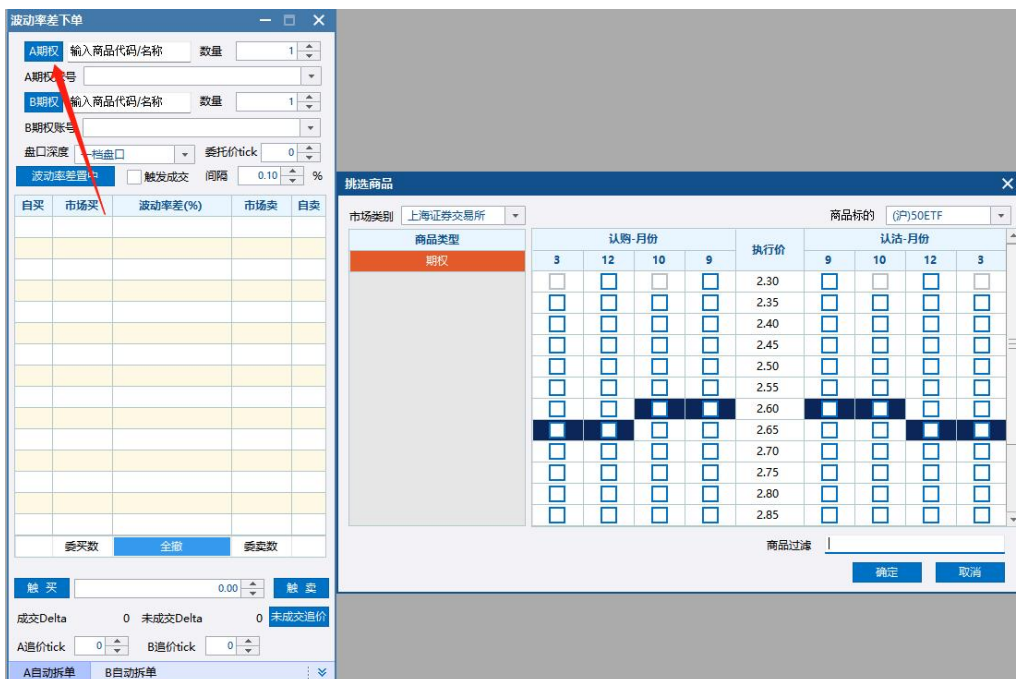 波动率差下单
A期权 输入商品代码/名称 数量 1
A期权 号
B期权 输入商品代码/名称 数量 1
B期权账号
盘口深度 一档盘口 委托价tick 0
波动率差置中 触发成交 间隔 0.10 %
自买 市场买 波动率差(%) 市场卖 自卖
委买数 全撤 委卖数
触 买 0.00 触 卖
成交Delta 0 未成交Delta 0 未成交追价
A追价tick 0 B追价tick 0
A自动拆单 B自动拆单
挑选商品
市场类别 上海证券交易所 商品标的 (沪)50ETF
商品类型
期权
认购-月份 执行价 认沽-月份
3 12 10 9 9 10 12 3
2.30
2.35
2.40
2.45
2.50
2.55
2.60
2.65
2.70
2.75
2.80
2.85
商品过滤
确定 取消